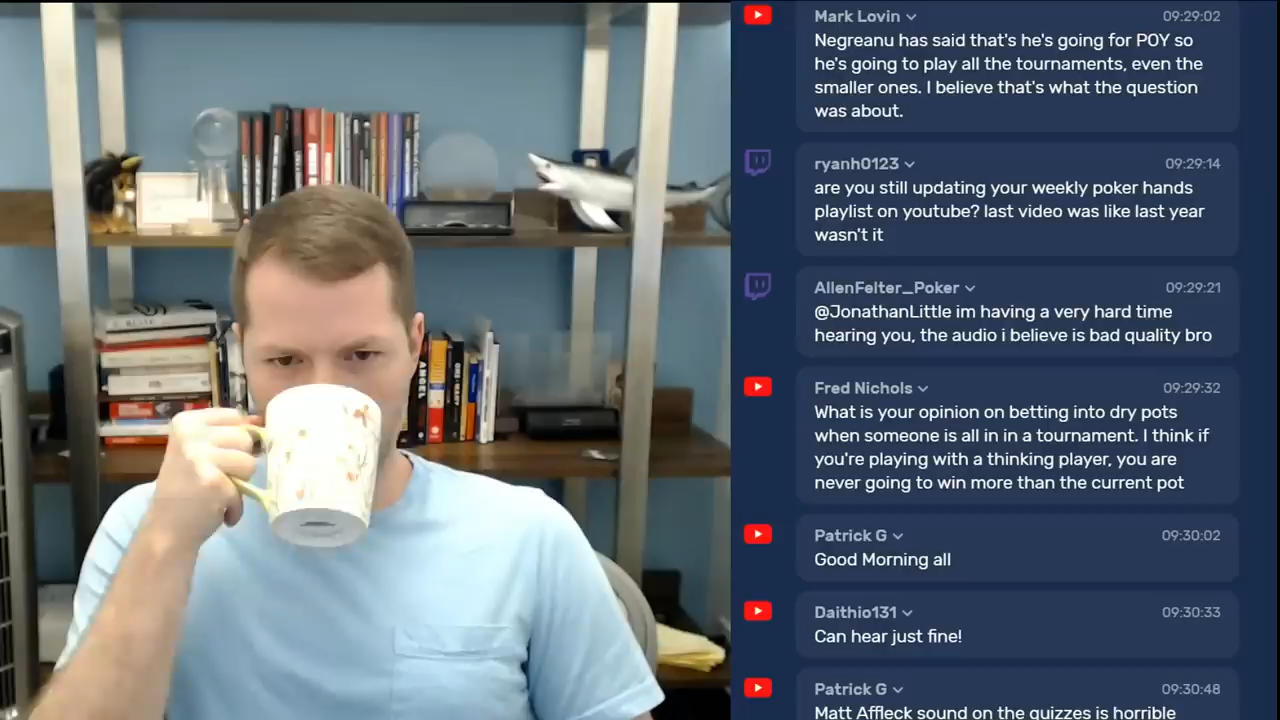 Mark Lovin
09:29:02
Negreanu has said that's he's going for POY so
he's going to play all the tournaments, even the
smaller ones. I believe that's what the question
was about.
ryanh0123
09:29:14
are you still updating your weekly poker hands
playlist on youtube? last video was like last year
wasn't it
AllenFelter_Poker
09:29:21
@JonathanLittle im having a very hard time
hearing you, the audio i believe is bad quality bro
Fred Nichols
09:29:32
What is your opinion on betting into dry pots
when someone is all in in a tournament. I think if
you're playing with a thinking player, you are
never going to win more than the current pot
Patrick G
09:30:02
Good Morning all
Daithio131
09:30:33
Can hear just fine!
Patrick G
09:30:48
Matt Affleck sound on the quizzes is horrible
ANGEL